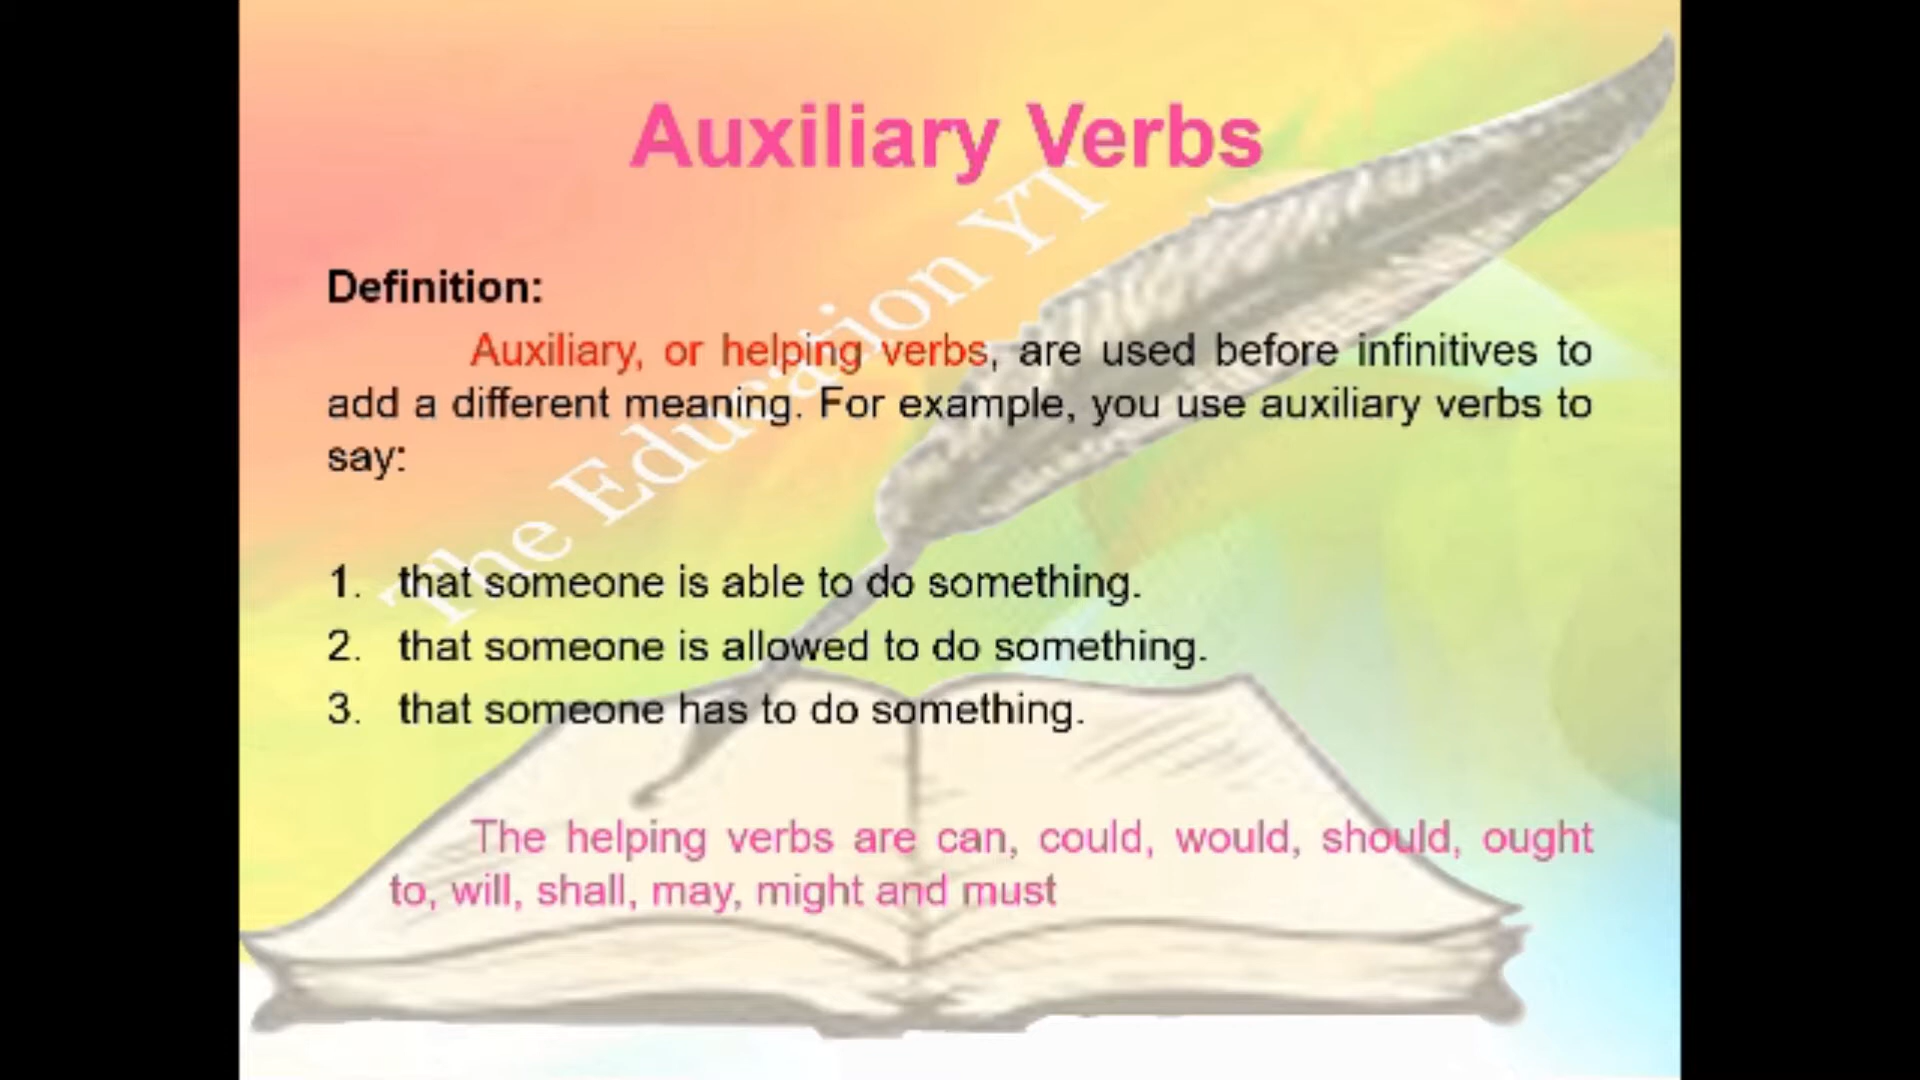 Auxiliary Verbs
The Education YT
Definition:
Auxiliary, or helping verbs, are used before infinitives to
add a different meaning. For example, you use auxiliary verbs to
say:
1. that someone is able to do something.
2. that someone is allowed to do something.
3. that someone has to do something.
The helping verbs are can, could, would, should, ought
to, will, shall, may, might and must